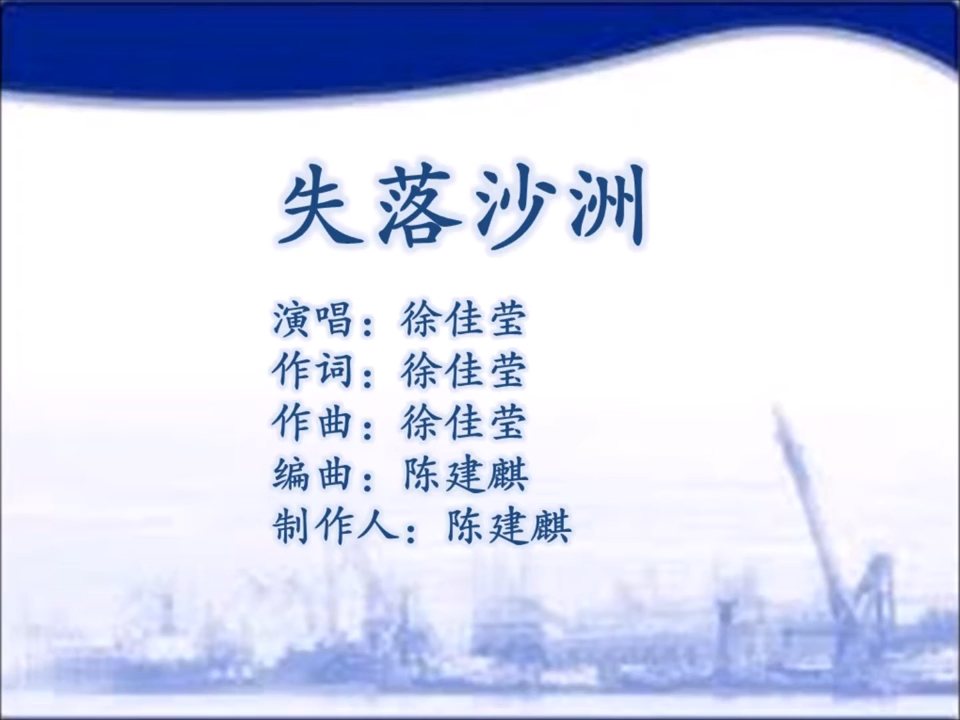 失落沙洲
演唱：徐佳莹
作词：徐佳莹
作曲：徐佳莹
编曲：陈建麒
制作人：陈建麒